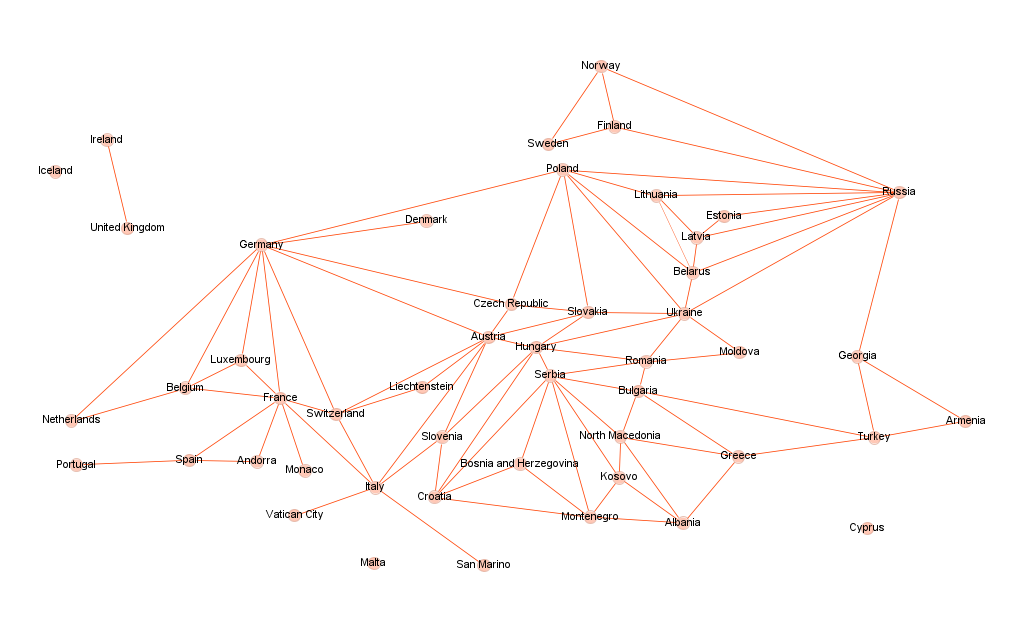 Norway
Finland
Ireland
Sweden
Iceland
Poland
Russia
Lithuania
Estonia
Denmark
United Kingdom
Latvia
Germany
Belarus
Czech Republic
Slovakia
Ukraine
Austria
Hungary
Moldova
Georgia
Luxembourg
Romania
Serbia
Belgium
Liechtenstein
Bulgaria
France
Switzerland
Netherlands
Armenia
Slovenia
North Macedonia
Turkey
Greece
Spain
Andorra
Portugal
Bosnia and Herzegovina
Monaco
Kosovo
Italy
Croatia
Vatican City
Montenegro
Albania
Cyprus
Malta
San Marino